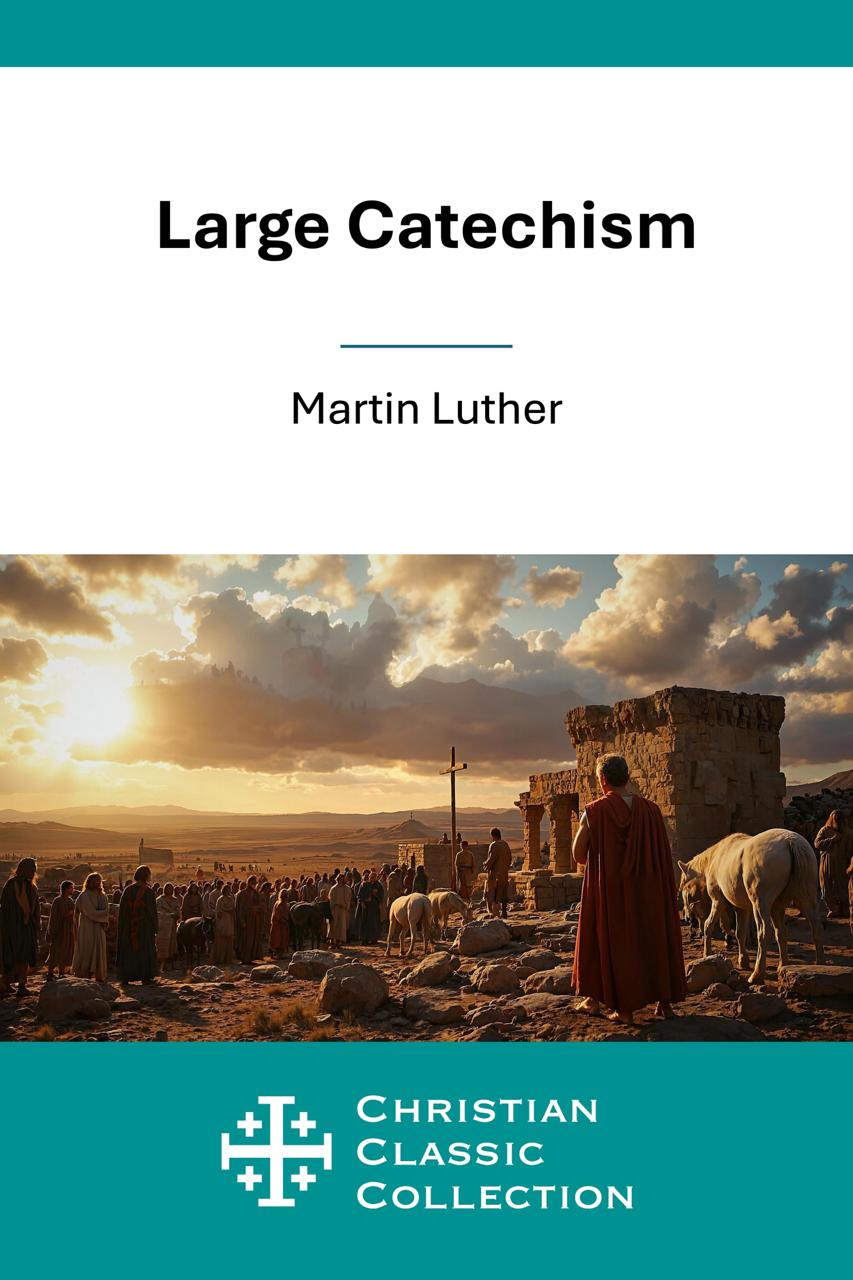 Large Catechism
Martin Luther
CHRISTIAN
CLASSIC
COLLECTION